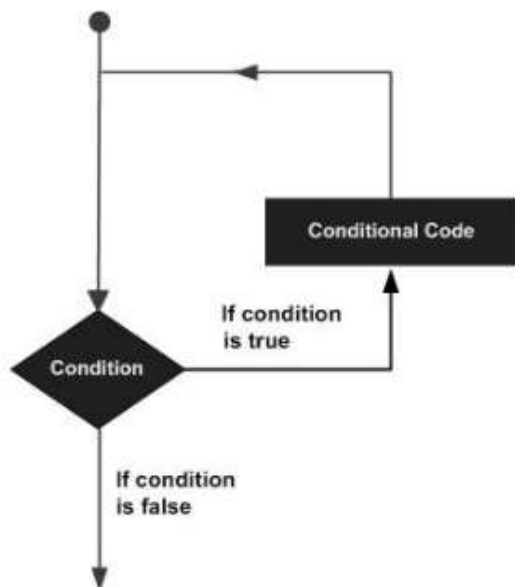 Conditional Code
If condition
is true
Condition
If condition
is false